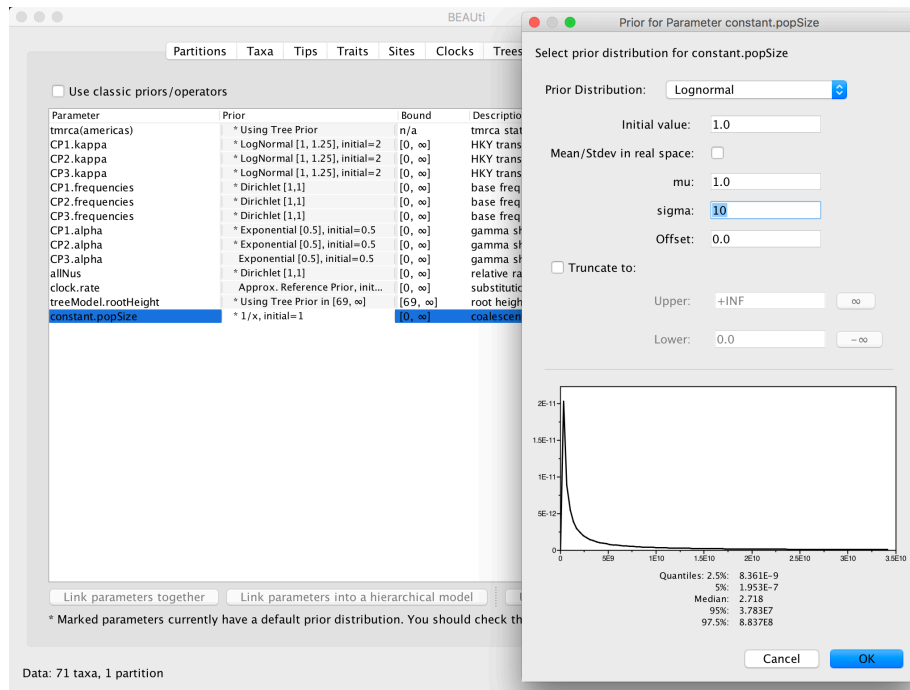 BEAUti
Partitions Taxa Tips Traits Sites Clocks Trees
Use classic priors/operators
Parameter Prior Bound Descriptio
tmrca(americas) * Using Tree Prior n/a tmrca stat
CP1.kappa * LogNormal [1, 1.25], initial=2 [0, ∞] HKY trans
CP2.kappa * LogNormal [1, 1.25], initial=2 [0, ∞] HKY trans
CP3.kappa * LogNormal [1, 1.25], initial=2 [0, ∞] HKY trans
CP1.frequencies * Dirichlet [1,1] [0, ∞] base freq
CP2.frequencies * Dirichlet [1,1] [0, ∞] base freq
CP3.frequencies * Dirichlet [1,1] [0, ∞] base freq
CP1.alpha * Exponential [0.5], initial=0.5 [0, ∞] gamma sh
CP2.alpha * Exponential [0.5], initial=0.5 [0, ∞] gamma sh
CP3.alpha Exponential [0.5], initial=0.5 [0, ∞] gamma sh
allNus * Dirichlet [1,1] [0, ∞] relative ra
clock.rate Approx. Reference Prior, init... [0, ∞] substitutio
treeModel.rootHeight * Using Tree Prior in [69, ∞] [69, ∞] root heigh
constant.popSize * 1/x, initial=1 [0, ∞] coalescen
Link parameters together Link parameters into a hierarchical model
* Marked parameters currently have a default prior distribution. You should check th
Data: 71 taxa, 1 partition
Prior for Parameter constant.popSize
Select prior distribution for constant.popSize
Prior Distribution: Lognormal
Initial value: 1.0
Mean/Stdev in real space:
mu: 1.0
sigma: 10
Offset: 0.0
Truncate to:
Upper: +INF ∞
Lower: 0.0 −∞
2E-11
1.5E-11
1E-11
5E-12
0
0 5E9 1E10 1.5E10 2E10 2.5E10 3E10 3.5E10
Quantiles: 2.5%: 8.361E-9
5%: 1.953E-7
Median: 2.718
95%: 3.783E7
97.5%: 8.837E8
Cancel OK